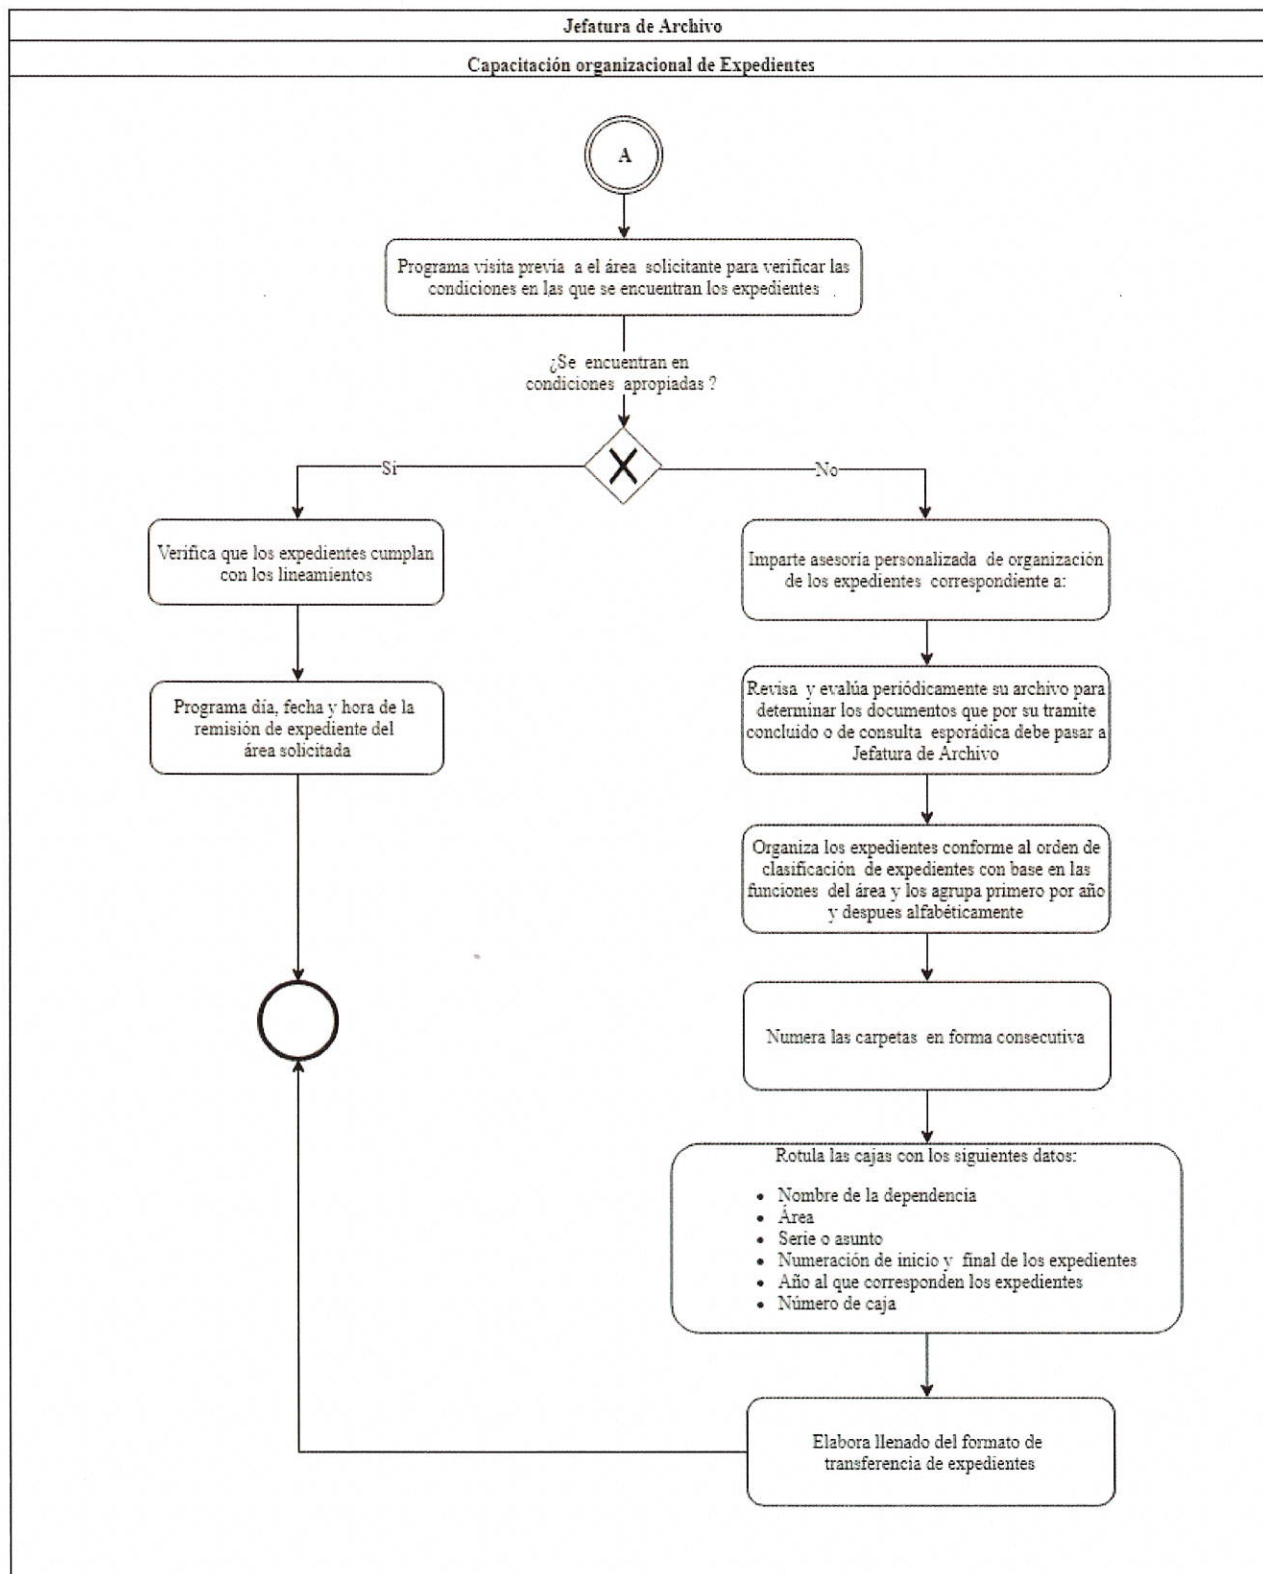 Jefatura de Archivo
Capacitación organizacional de Expedientes
A
Programa visita previa a el área solicitante para verificar las
condiciones en las que se encuentran los expedientes
¿Se encuentran en
condiciones apropiadas ?
Si
No
Verifica que los expedientes cumplan
con los lineamientos
Programa día, fecha y hora de la
remisión de expediente del
área solicitada
Imparte asesoría personalizada de organización
de los expedientes correspondiente a:
Revisa y evalúa periódicamente su archivo para
determinar los documentos que por su tramite
concluido o de consulta esporádica debe pasar a
Jefatura de Archivo
Organiza los expedientes conforme al orden de
clasificación de expedientes con base en las
funciones del área y los agrupa primero por año
y despues alfabéticamente
Numera las carpetas en forma consecutiva
Rotula las cajas con los siguientes datos:
• Nombre de la dependencia
• Área
• Serie o asunto
• Numeración de inicio y final de los expedientes
• Año al que corresponden los expedientes
• Número de caja
Elabora llenado del formato de
transferencia de expedientes